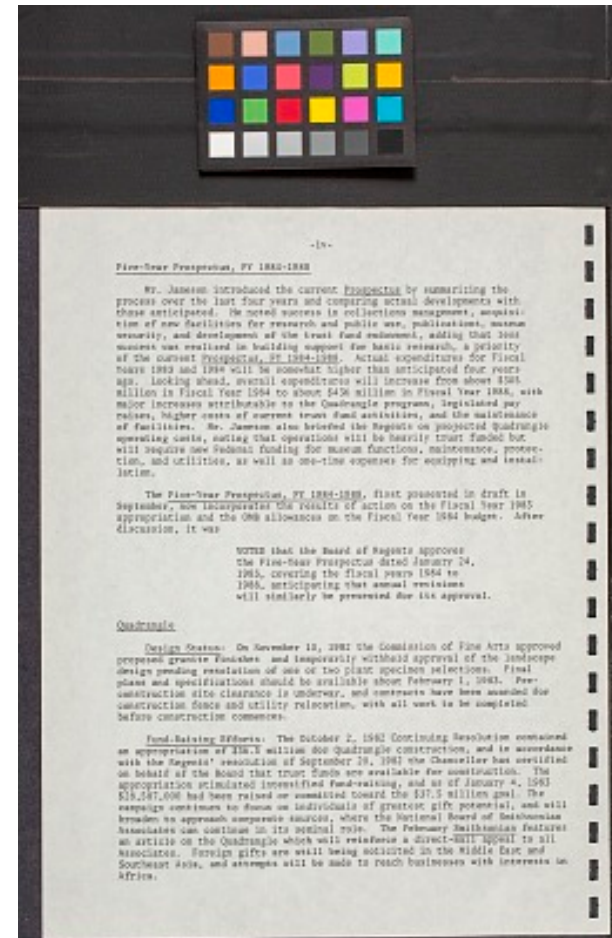 Five-Year Prospectus, FY 1984-1988
Mr. Jameson introduced the current Prospectus by summarizing the
process over the last four years and comparing actual developments with
those anticipated. He noted success in collections management, acquisi-
tion of new facilities for research and public use, publications, museum
security, and development of the trust fund endowment, adding that less
success was realized in building support for basic research, a priority
of the current Prospectus, FY 1984-1988. Actual expenditures for Fiscal
Years 1983 and 1984 will be somewhat higher than anticipated four years
ago. Looking ahead, overall expenditures will increase from about
million in Fiscal Year 1984 to about $436 million in Fiscal Year 1988, with
major increases attributable to the Quadrangle program, legislated pay
raises, higher costs of current trust fund activities, and the maintenance
of facilities. Mr. Jameson also briefed the Regents on projected Quadrangle
operating costs, noting that operations will be heavily trust funded but
will require new Federal funding for museum functions, maintenance, protec-
tion, and utilities, as well as one-time expenses for equipping and instal-
lation.
The Five-Year Prospectus, FY 1984-1988, first presented in draft in
September, now incorporates the results of action on the Fiscal Year 1983
appropriation and the OMB allowances on the Fiscal Year 1984 budget. After
discussion, it was
VOTED that the Board of Regents approves
the Five-Year Prospectus dated January 24,
1983, covering the fiscal years 1984 to
1988, anticipating that annual revisions
will similarly be presented for its approval.
Quadrangle
Design Status: On November 10, 1982 the Commission of Fine Arts approved
proposed granite finishes and temporarily withheld approval of the landscape
design pending resolution of one or two plant specimen selections. Final
plans and specifications should be available about February 1, 1983. Pre-
construction site clearance is underway, and contracts have been awarded for
construction fence and utility relocation, with all work to be completed
before construction commences.
Fund-Raising Efforts: The October 2, 1982 Continuing Resolution contained
an appropriation of $36.5 million for Quadrangle construction, and in accordance
with the Regents' resolution of September 20, 1982 the Chancellor has certified
on behalf of the Board that trust funds are available for construction. The
appropriation stimulated intensified fund-raising, and as of January 4, 1983
had been raised or committed toward the $37.5 million goal. The
campaign continues to focus on individuals of greatest gift potential, and will
broaden to approach corporate sources, where the National Board of Smithsonian
Associates can continue in its seminal role. The February Smithsonian features
an article on the Quadrangle which will reinforce a direct-mail appeal to all
Associates. Foreign gifts are still being solicited in the Middle East and
Southeast Asia, and attempts will be made to reach businesses with interests in
Africa.